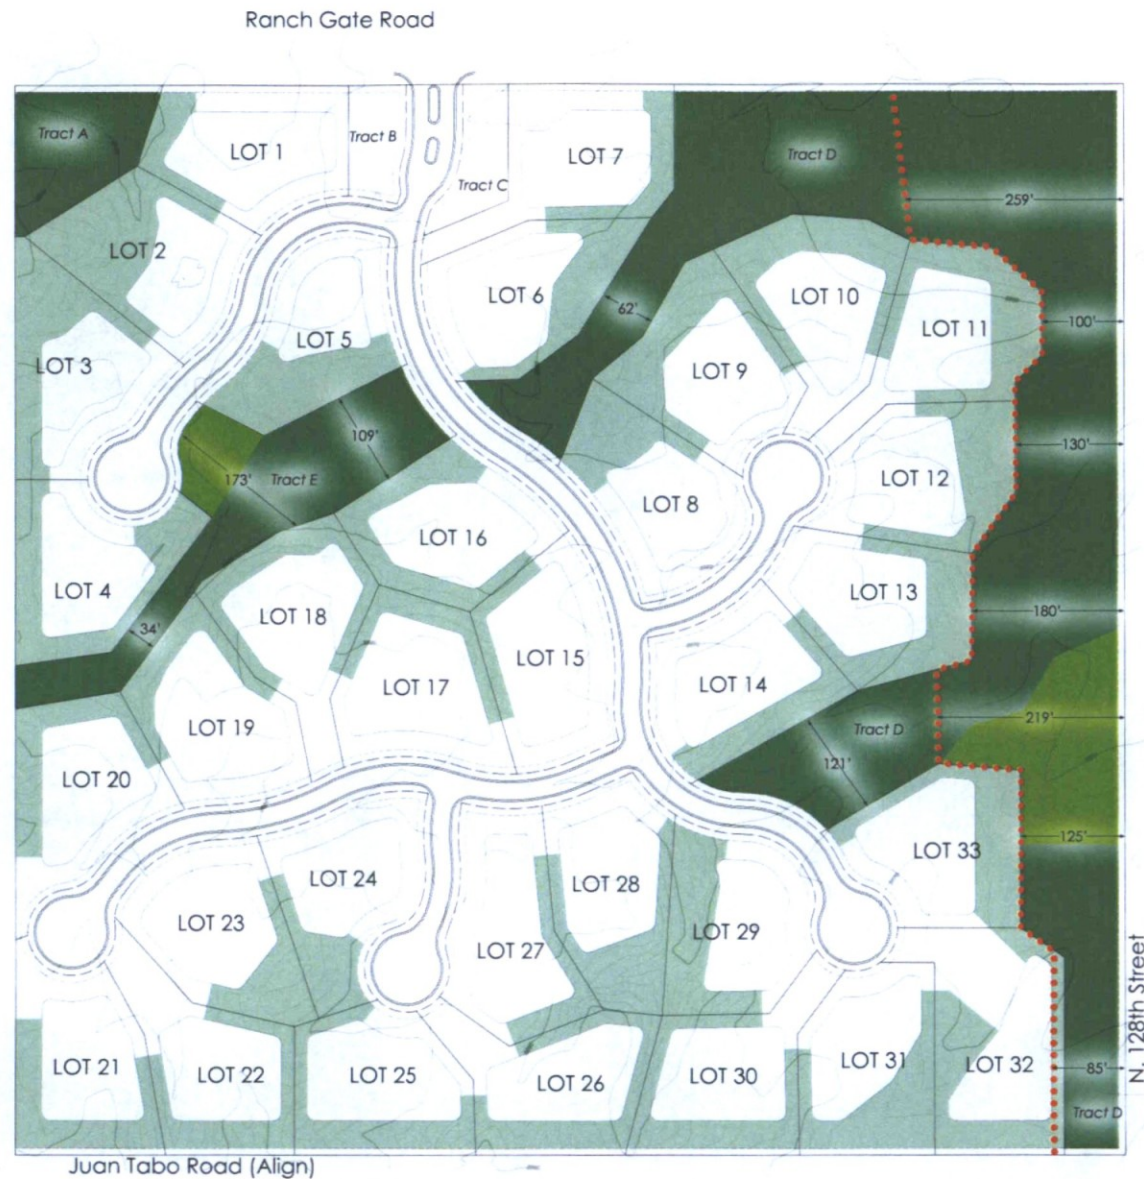 Ranch Gate Road
Tract A
LOT 1
Tract B
Tract C
LOT 7
Tract D
259'
LOT 2
LOT 5
LOT 6
62'
LOT 10
LOT 11
100'
LOT 3
LOT 9
109'
130'
173'
Tract E
LOT 16
LOT 8
LOT 12
LOT 4
34'
LOT 18
LOT 15
LOT 13
180'
LOT 17
LOT 14
LOT 19
Tract D
219'
LOT 20
121'
125'
LOT 24
LOT 28
LOT 33
LOT 23
LOT 27
LOT 29
N. 128th Street
LOT 21
LOT 22
LOT 25
LOT 26
LOT 30
LOT 31
LOT 32
85'
Tract D
Juan Tabo Road (Align)